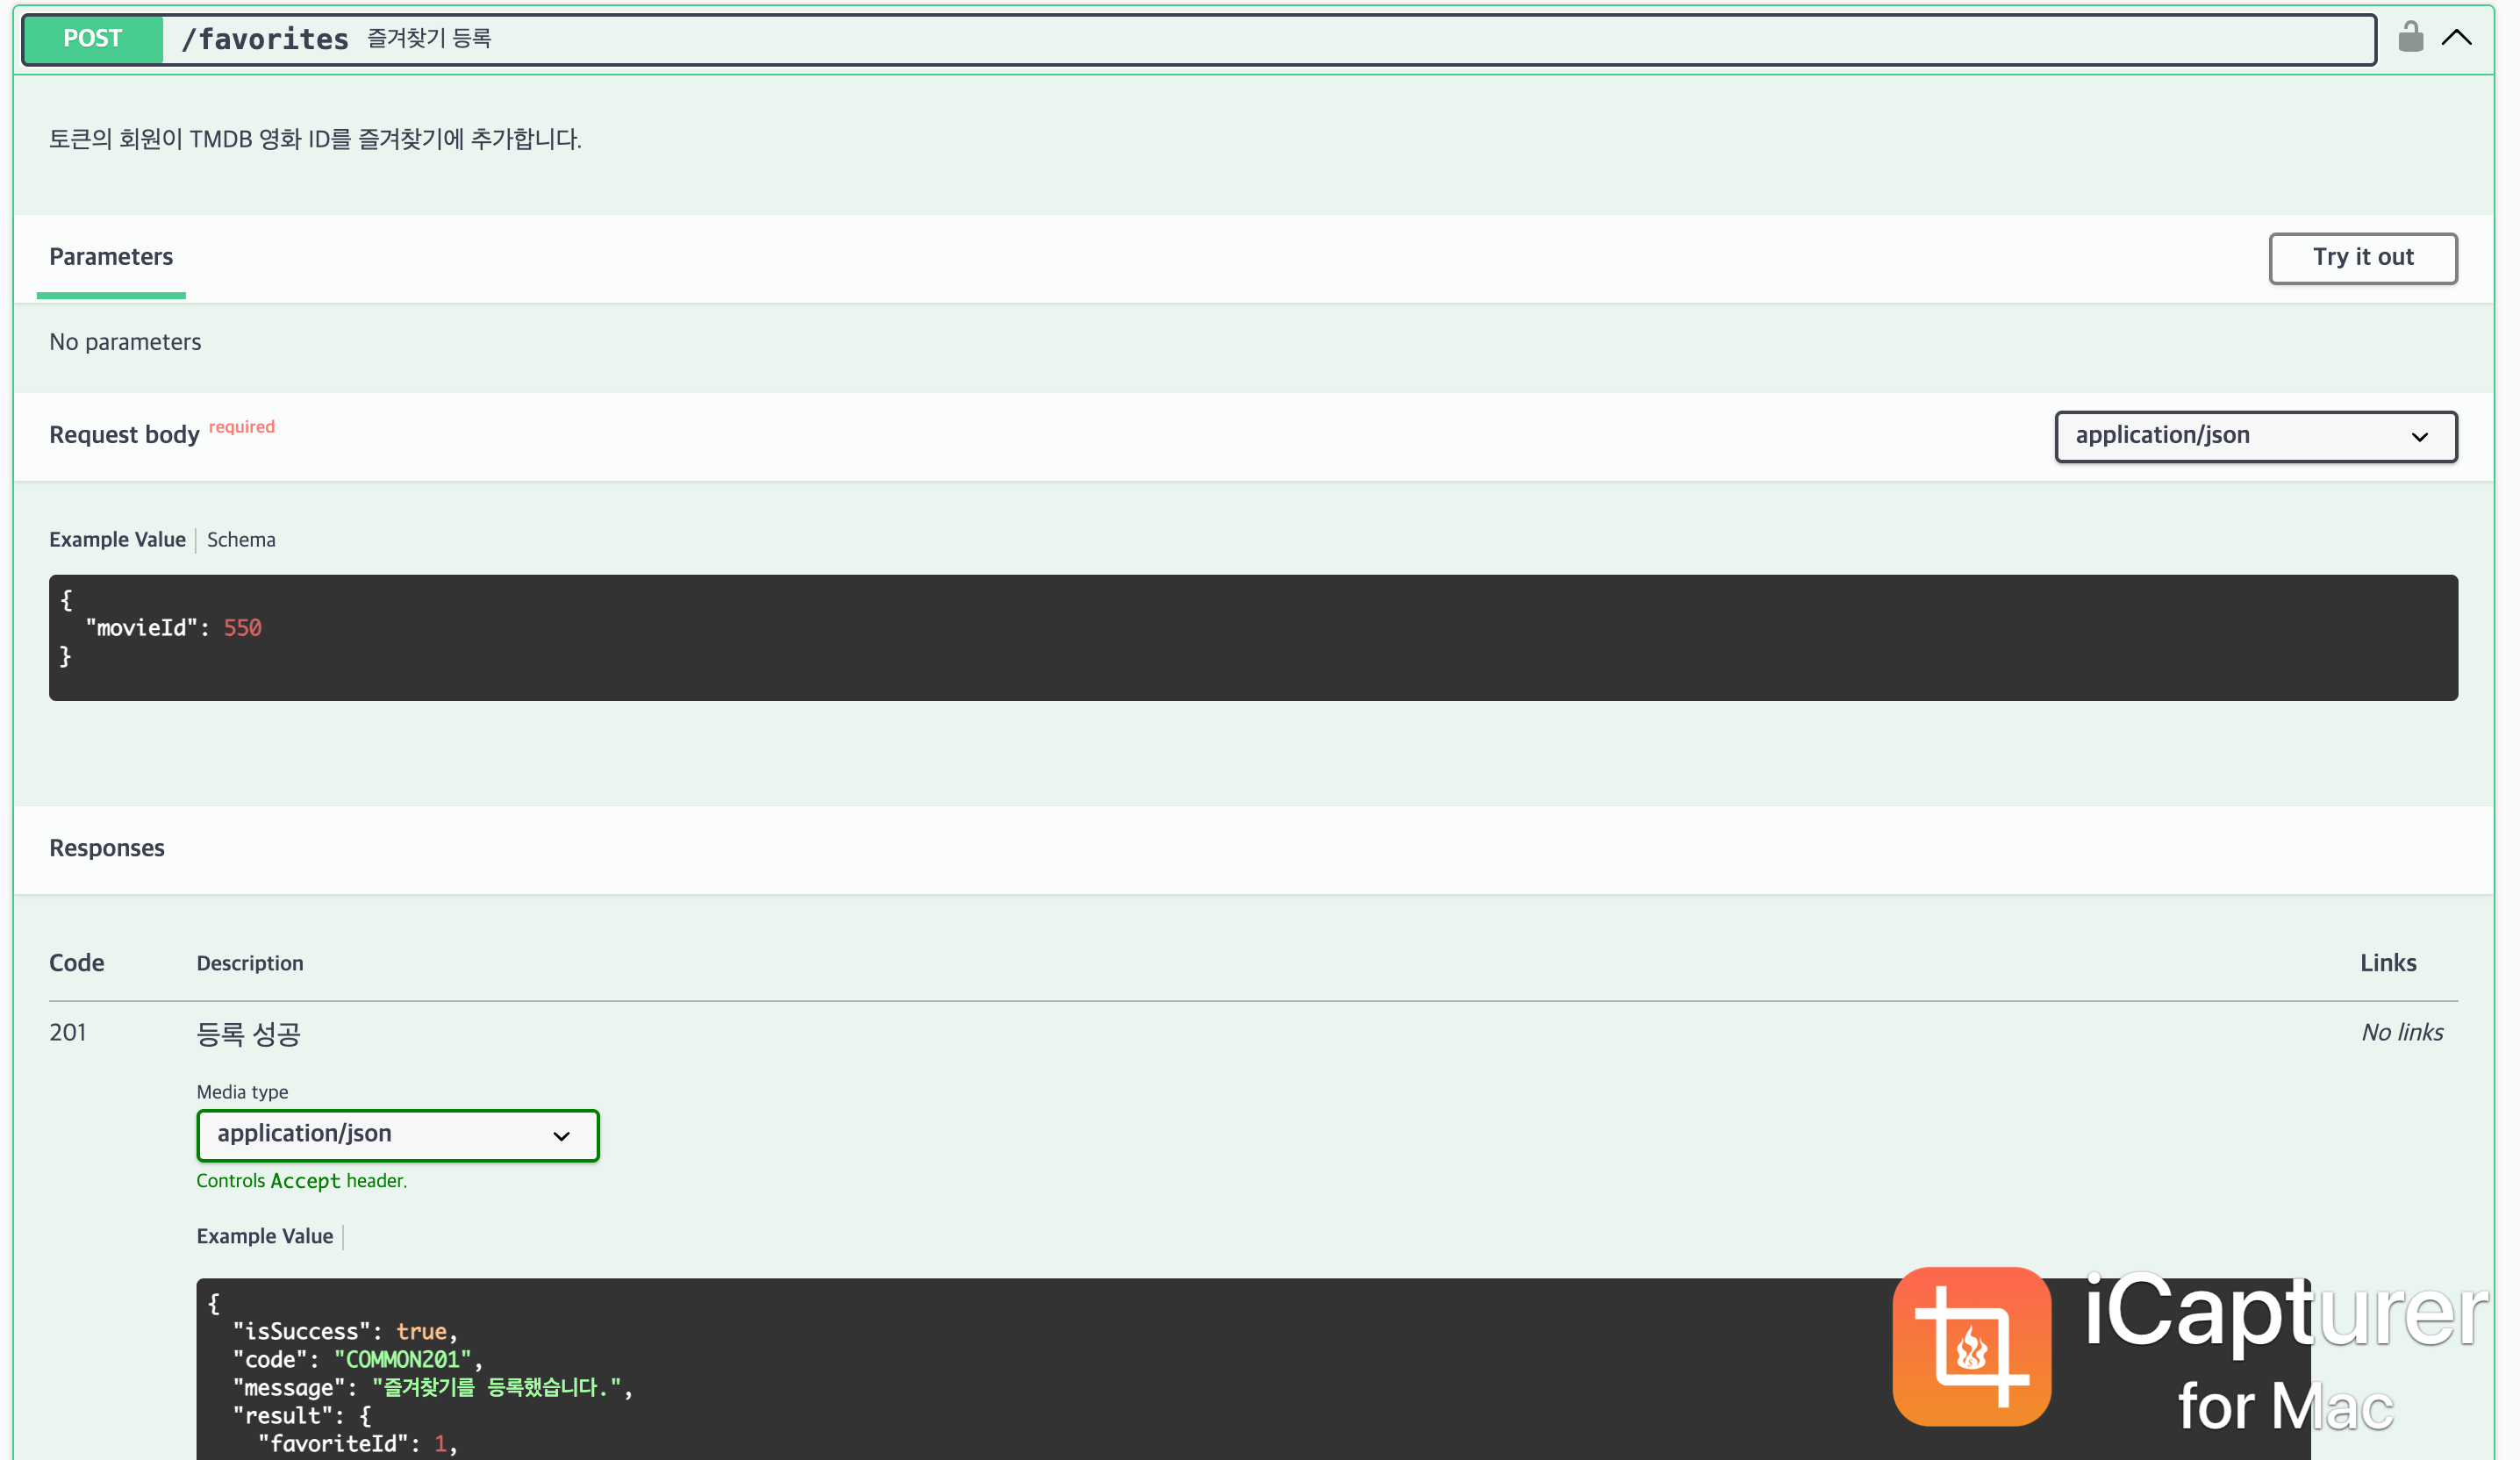 POST /favorites 즐겨찾기 등록
토큰의 회원이 TMDB 영화 ID를 즐겨찾기에 추가합니다.
Parameters
Try it out
No parameters
Request body required
application/json
Example Value | Schema
{
  "movieId": 550
}
Responses
Code Description Links
201 등록 성공 No links
Media type
application/json
Controls Accept header.
Example Value
{
  "isSuccess": true,
  "code": "COMMON201",
  "message": "즐겨찾기를 등록했습니다.",
  "result": {
    "favoriteId": 1,
iCapturer
for Mac